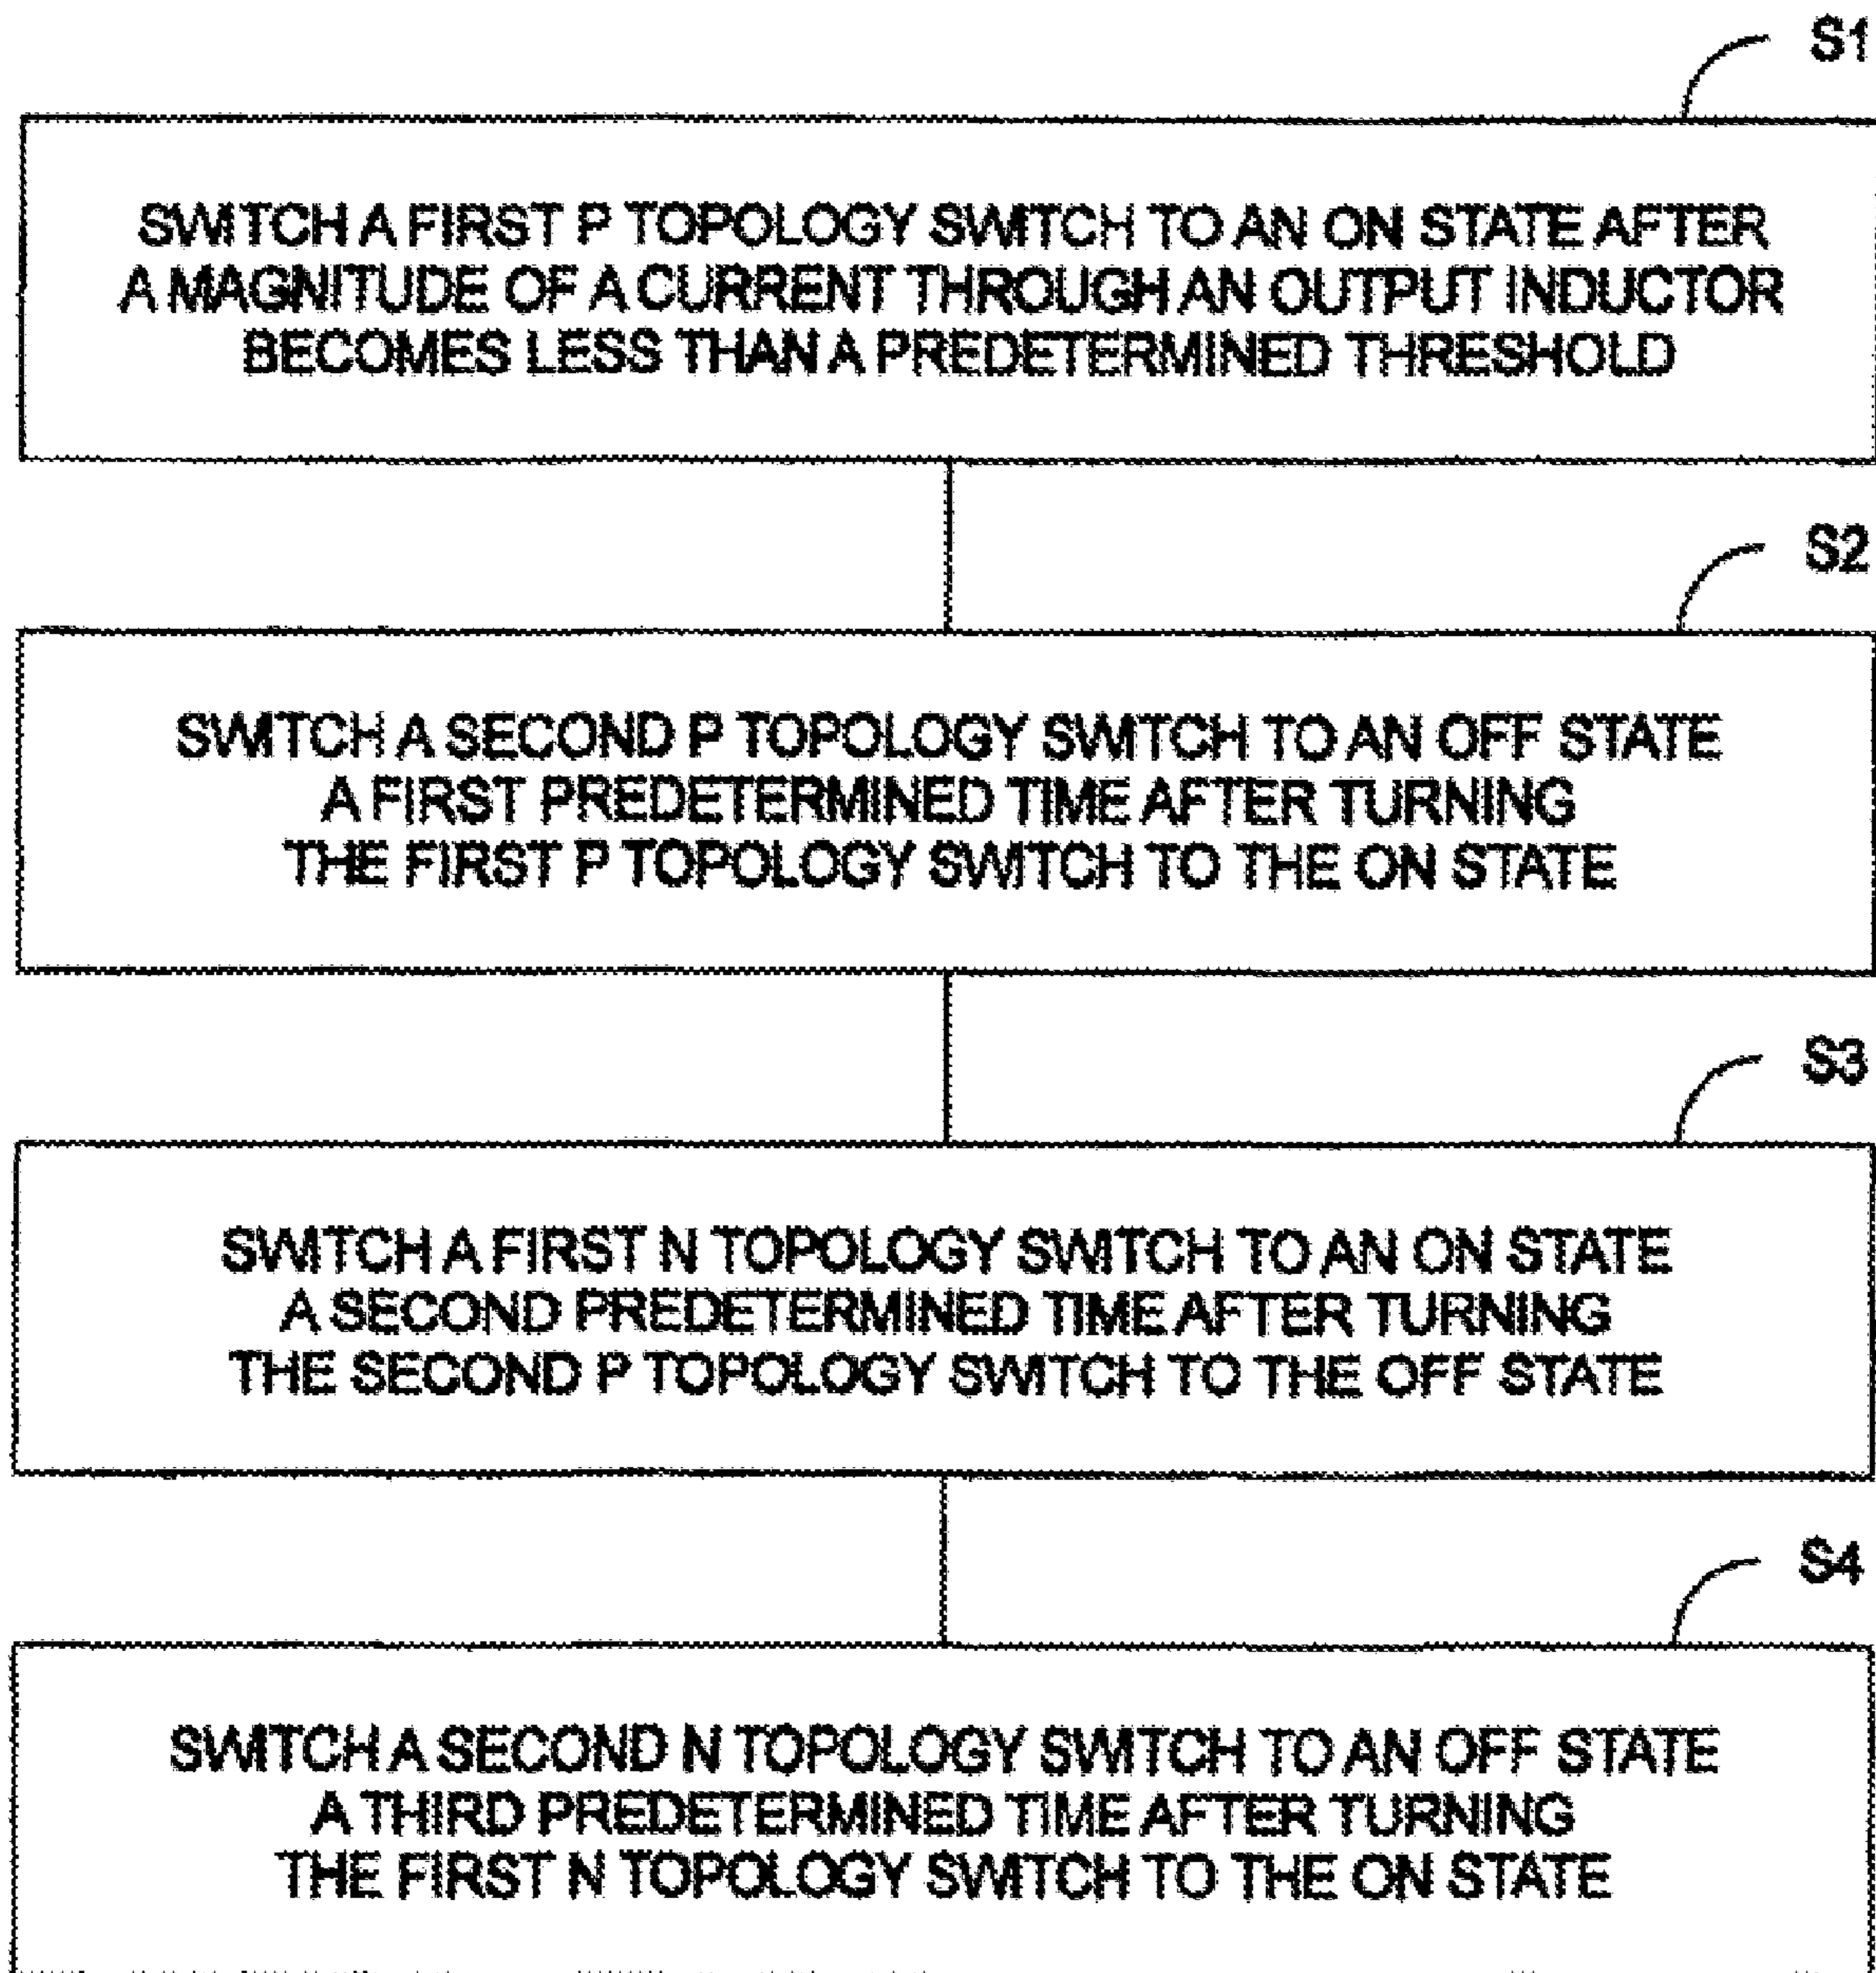 S1
SWITCH A FIRST P TOPOLOGY SWITCH TO AN ON STATE AFTER
A MAGNITUDE OF A CURRENT THROUGH AN OUTPUT INDUCTOR
BECOMES LESS THAN A PREDETERMINED THRESHOLD
S2
SWITCH A SECOND P TOPOLOGY SWITCH TO AN OFF STATE
A FIRST PREDETERMINED TIME AFTER TURNING
THE FIRST P TOPOLOGY SWITCH TO THE ON STATE
S3
SWITCH A FIRST N TOPOLOGY SWITCH TO AN ON STATE
A SECOND PREDETERMINED TIME AFTER TURNING
THE SECOND P TOPOLOGY SWITCH TO THE OFF STATE
S4
SWITCH A SECOND N TOPOLOGY SWITCH TO AN OFF STATE
A THIRD PREDETERMINED TIME AFTER TURNING
THE FIRST N TOPOLOGY SWITCH TO THE ON STATE